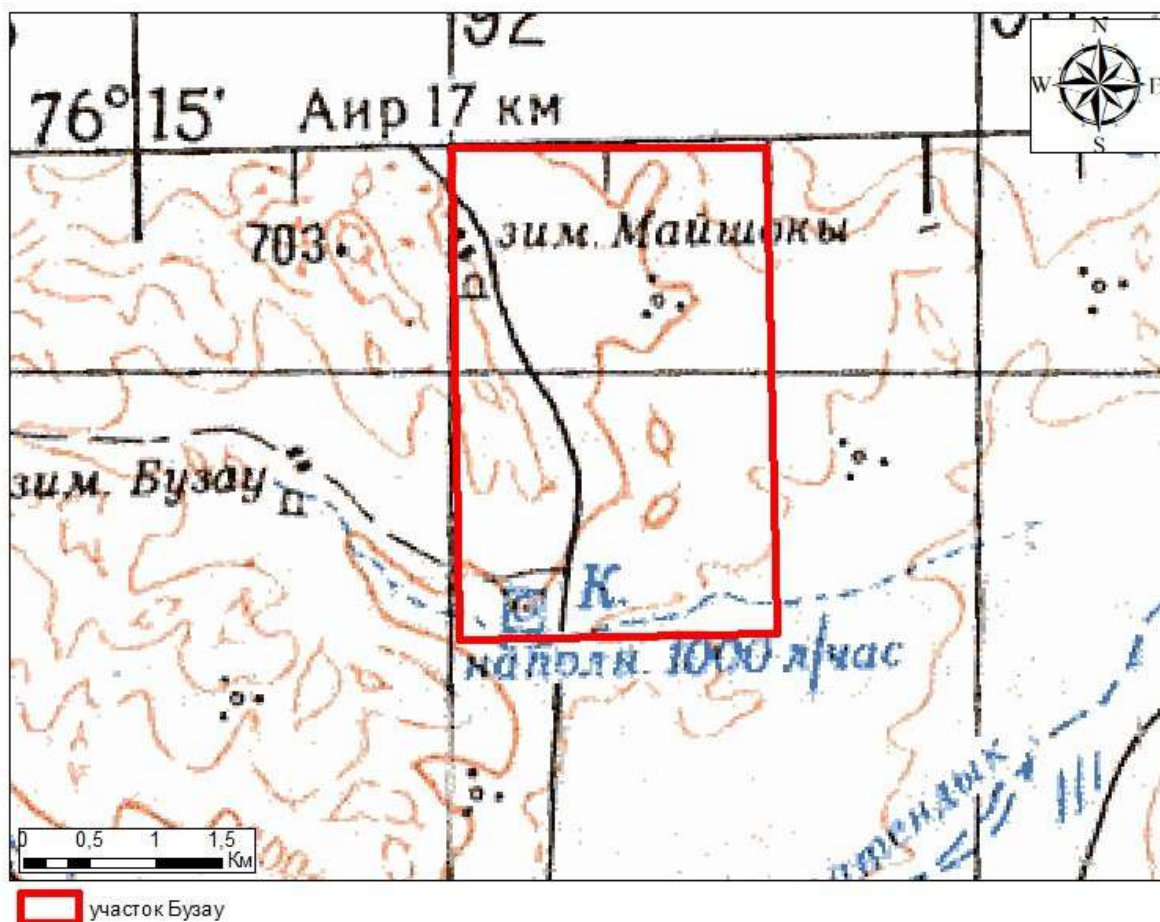 92
N
W
S
76°15' Аир 17 км
703
зим. Майшокы
зим. Бузау
К.
наполн. 1000 л/час
0 0,5 1 1,5
Км
участок Бузау